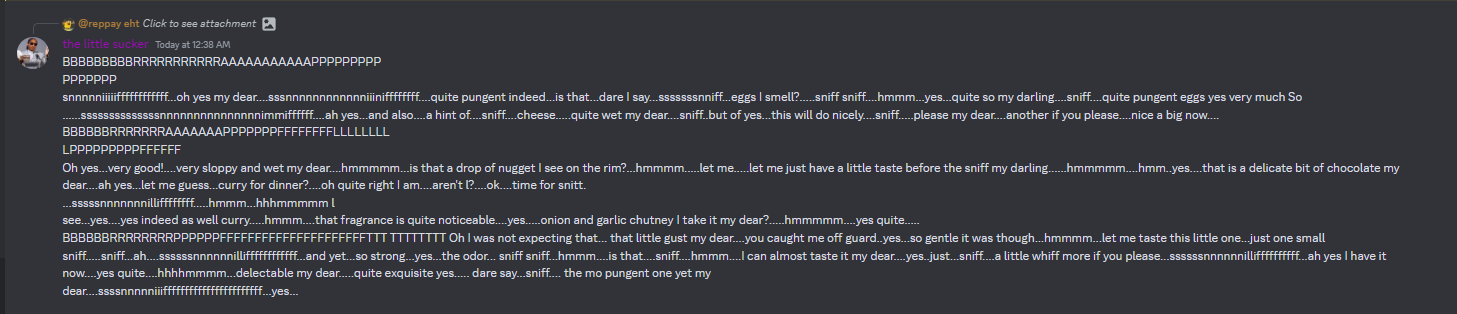 @reppay eht Click to see attachment
the little sucker Today at 12:38 AM
BBBBBBBBBRRRRRRRRRRRAAAAAAAAAAAPPPPPPPPP
PPPPPPP
snnnnniiiiiffffffffffff...oh yes my dear....sssnnnnnnnnnnnniiiniffffffff....quite pungent indeed...is that...dare I say...sssssssnniff...eggs I smell?.....sniff sniff....hmmm...yes...quite so my darling....sniff....quite pungent eggs yes very much So
......ssssssssssssssnnnnnnnnnnnnnnnimmiffffff....ah yes...and also....a hint of....sniff....cheese.....quite wet my dear....sniff..but of yes...this will do nicely....sniff.....please my dear....another if you please....nice a big now....
BBBBBBRRRRRRRAAAAAAAPPPPPPPFFFFFFFFLLLLLLLL
LPPPPPPPPPFFFFFF
Oh yes...very good!....very sloppy and wet my dear....hmmmmm...is that a drop of nugget I see on the rim?...hmmmm.....let me.....let me just have a little taste before the sniff my darling......hmmmmm....hmm..yes....that is a delicate bit of chocolate my
dear....ah yes...let me guess...curry for dinner?....oh quite right I am....aren't l?....ok....time for snitt.
...sssssnnnnnnnilliffffffff.....hmmm...hhhmmmmm l
see...yes....yes indeed as well curry.....hmmm....that fragrance is quite noticeable....yes.....onion and garlic chutney I take it my dear?.....hmmmmm....yes quite.....
BBBBBBRRRRRRRRPPPPPPFFFFFFFFFFFFFFFFFFFFFFFTTT TTTTTTTT Oh I was not expecting that... that little gust my dear....you caught me off guard..yes...so gentle it was though...hmmmm...let me taste this little one...just one small
sniff.....sniff...ah....ssssssnnnnnnnilliffffffffffff...and yet...so strong...yes...the odor... sniff sniff...hmmm....is that....sniff....hmmm....I can almost taste it my dear....yes..just...sniff....a little whiff more if you please...ssssssnnnnnnnilliffffffffff...ah yes I have it
now....yes quite....hhhhmmmm...delectable my dear.....quite exquisite yes..... dare say...sniff.... the mo pungent one yet my
dear....ssssnnnnniiifffffffffffffffffffffff...yes...